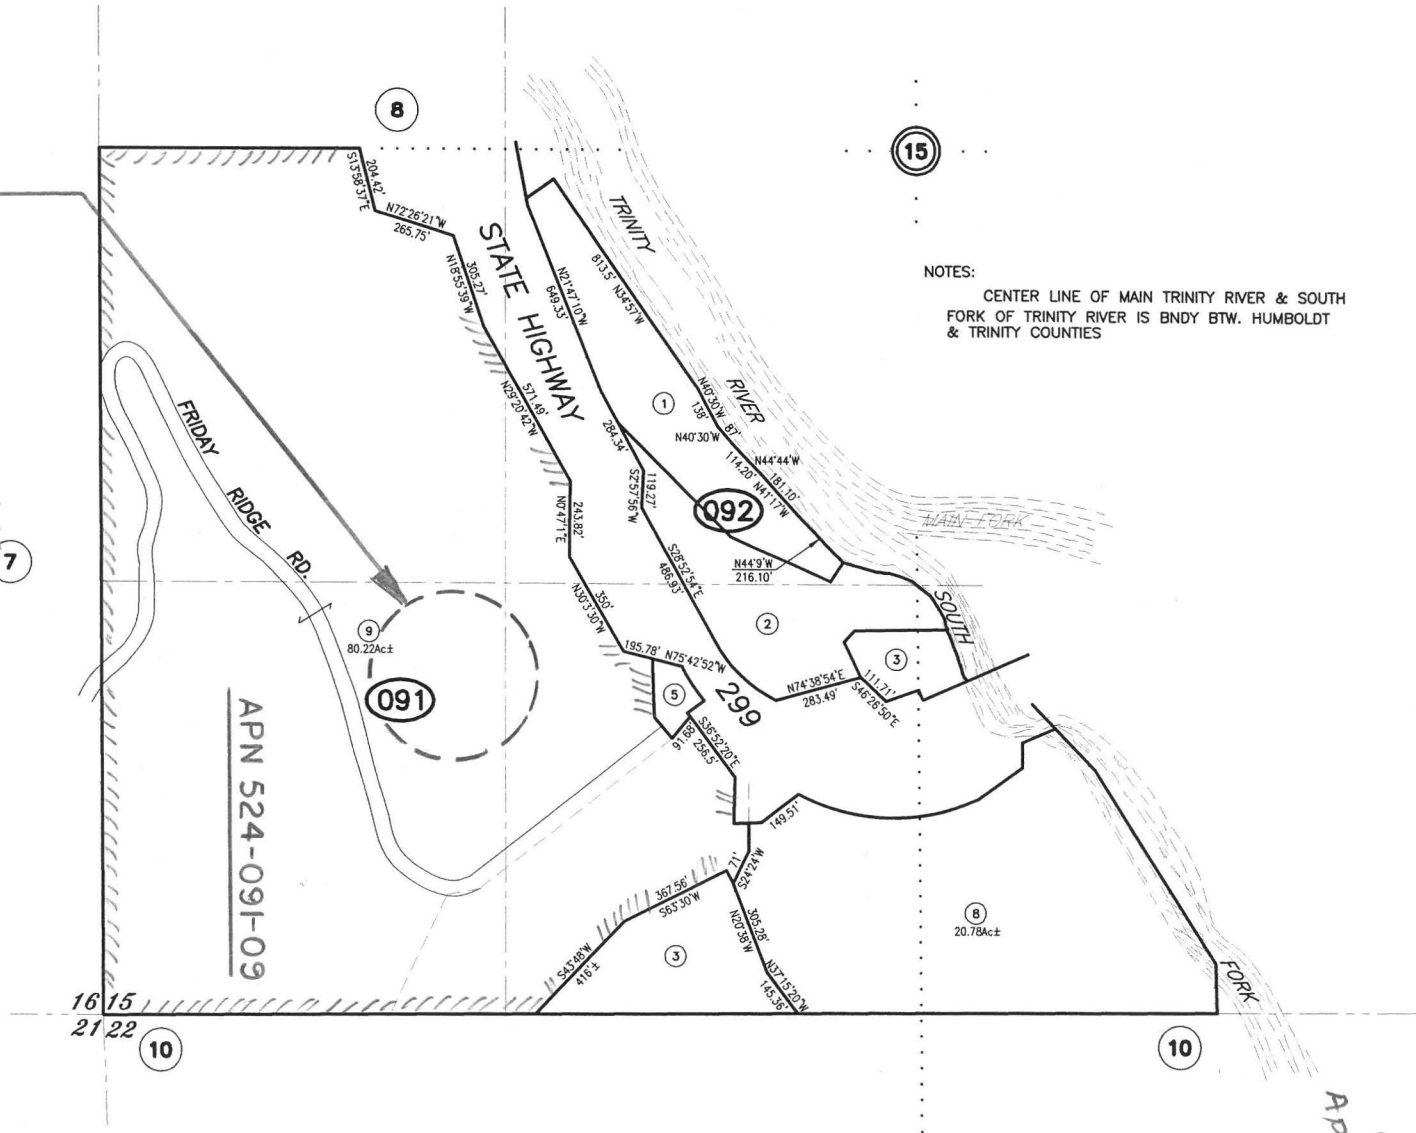 8
15
S13°58'37"E
204.42'
N72°26'21"W
265.75'
N18°55'39"W
305.27'
STATE HIGHWAY
N21°47'10"W
649.33'
TRINITY
RIVER
813.5' N34°57'W
NOTES:
CENTER LINE OF MAIN TRINITY RIVER & SOUTH
FORK OF TRINITY RIVER IS BNDY BTW. HUMBOLDT
& TRINITY COUNTIES
FRIDAY
RIDGE
RD.
571.49'
N29°20'42"W
1
N40°30'W
138'
87'
N40°30'W
284.34'
114.20'
N44°44'W
181.10'
N41°17'W
119.27'
S2°57'56"W
092
MAIN FORK
243.82'
N0°47'1"E
7
S28°52'54"E
486.93'
N44°9'W
216.10'
350'
N30°3'30"W
SOUTH
2
9
80.22Ac±
091
195.78' N75°42'52"W
5
299
3
N74°38'54"E
283.49'
111.71'
S46°26'50"E
91.68'
S36°52'20"E
256.5'
APN 524-091-09
149.51'
71'
S24°24'W
367.56'
S63°30'W
305.28'
N20°38'W
8
20.78Ac±
S43°48'W
416'±
3
N37°15'20"W
145.36'
FORK
16 15
21 22
10
10
Ap